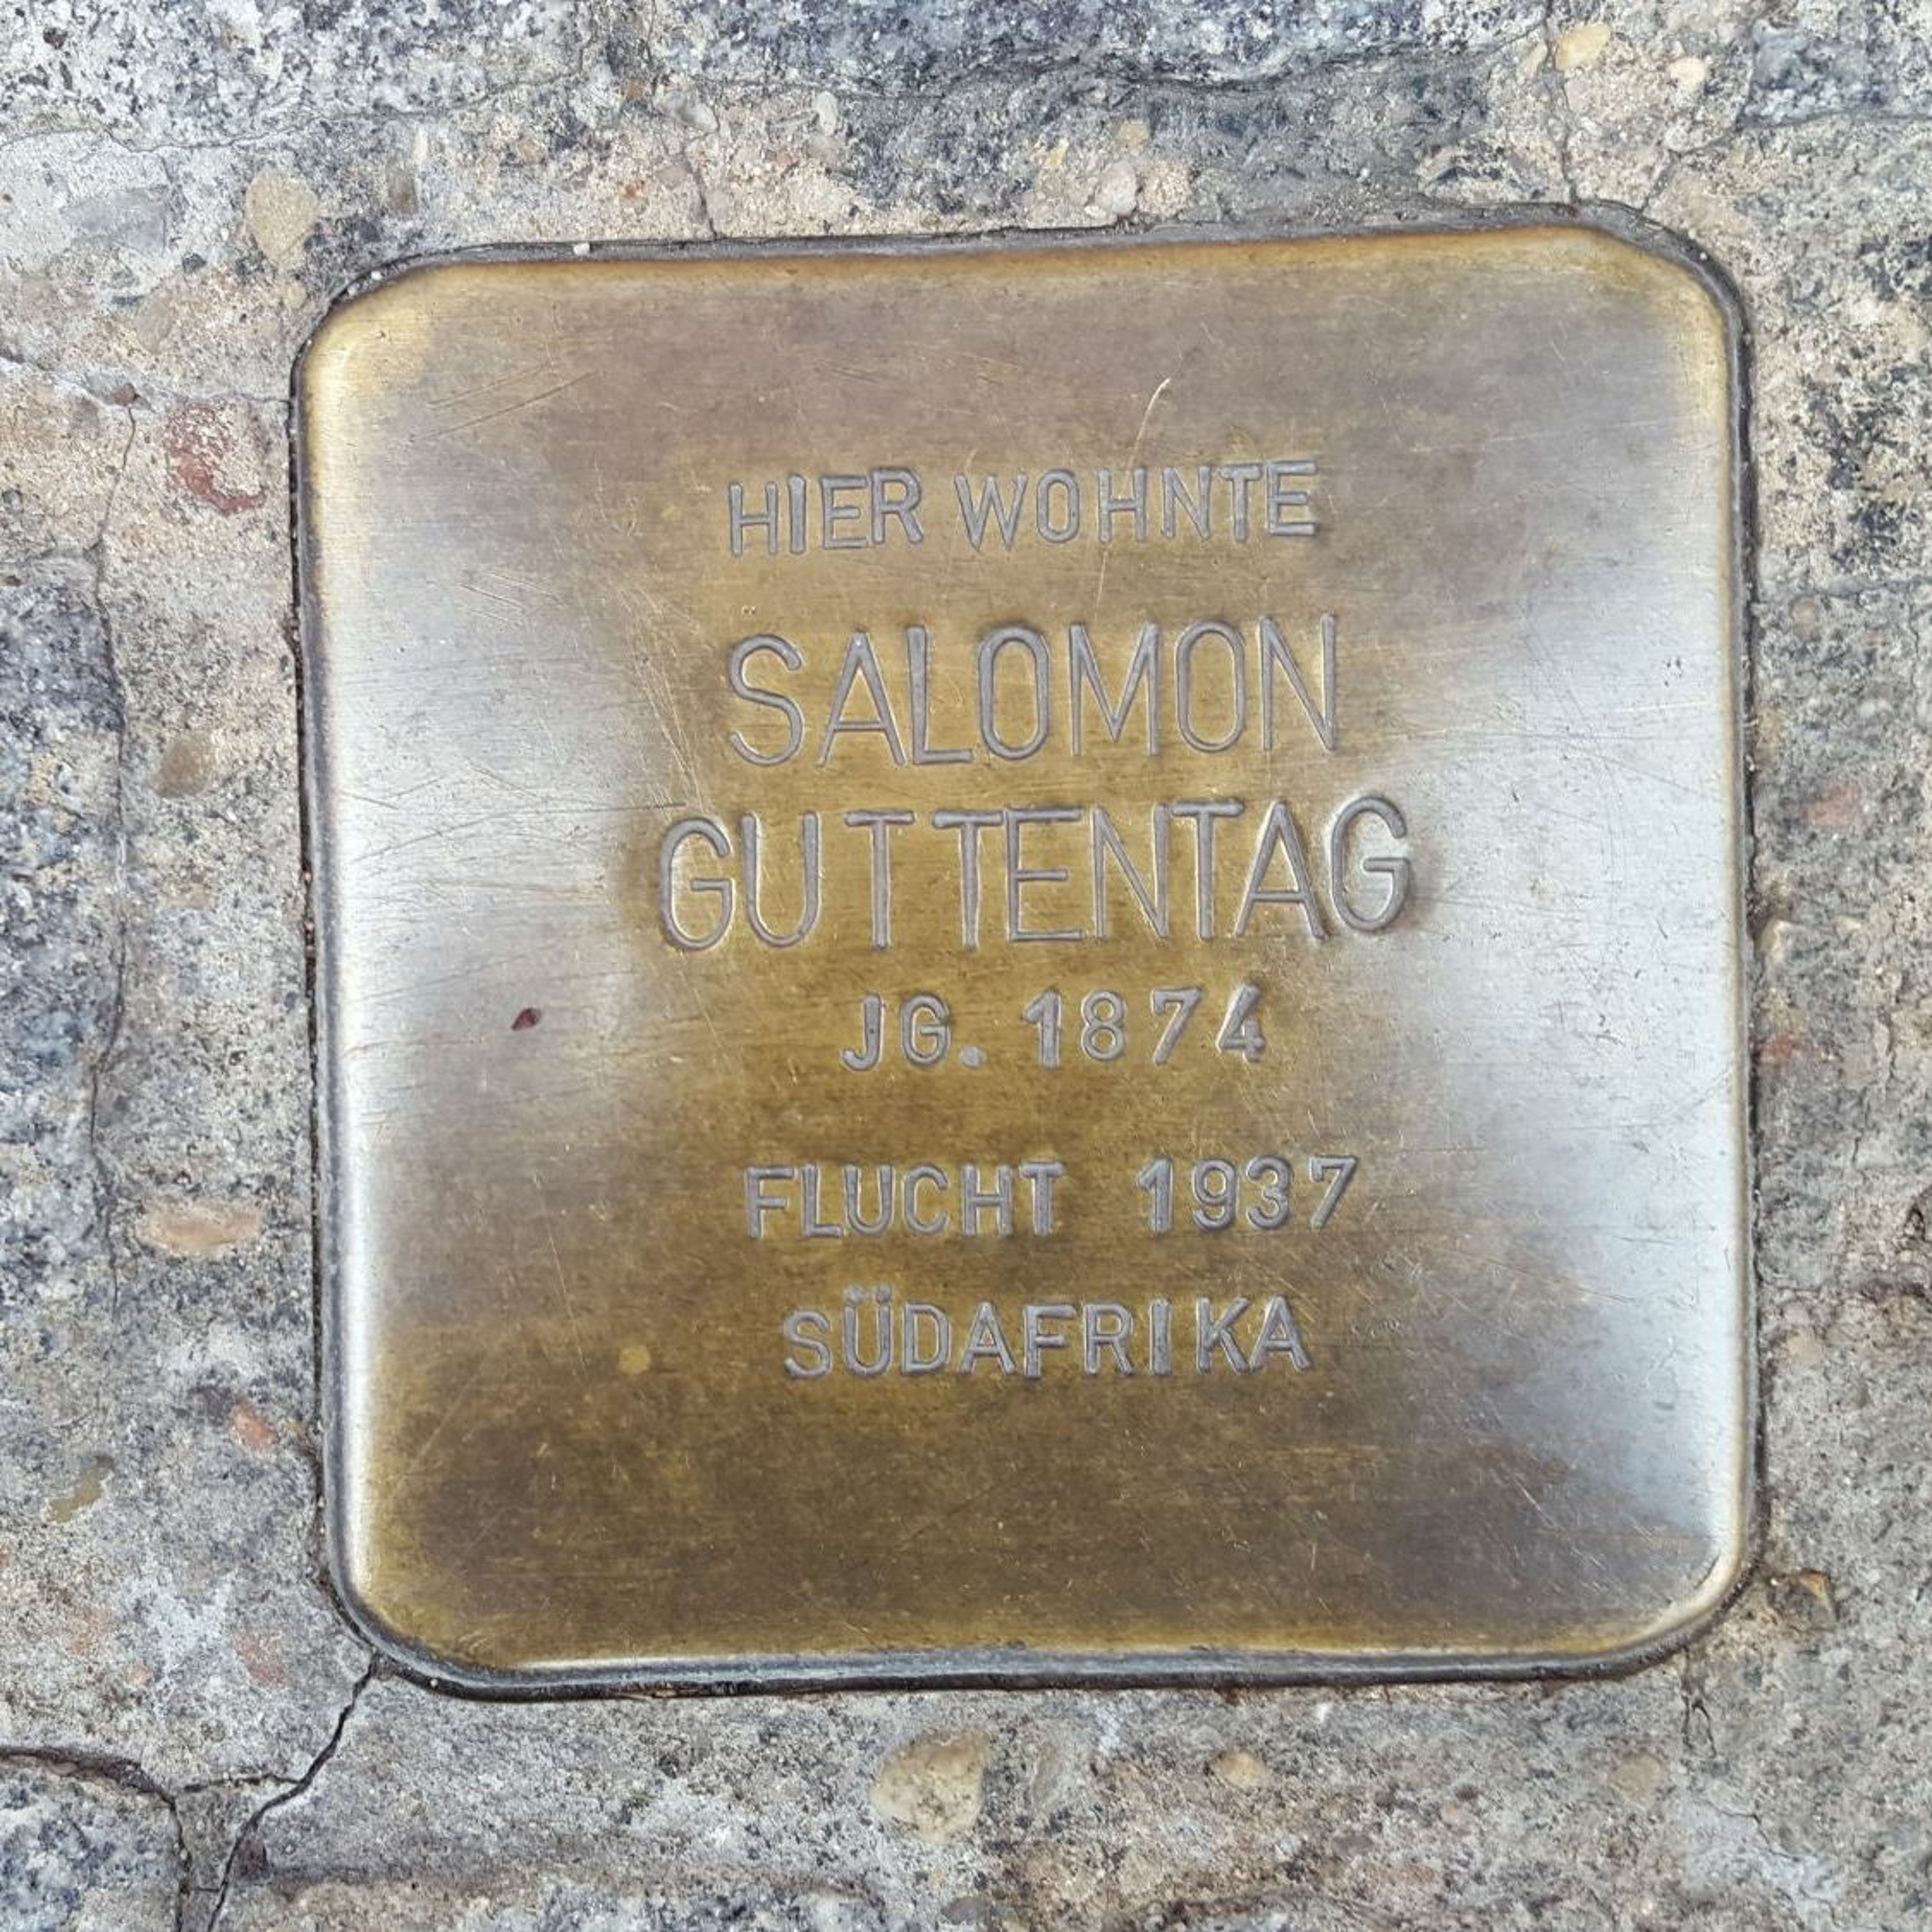 HIER WOHNTE
SALOMON
GUTTENTAG
JG. 1874
FLUCHT 1937
SÜDAFRIKA